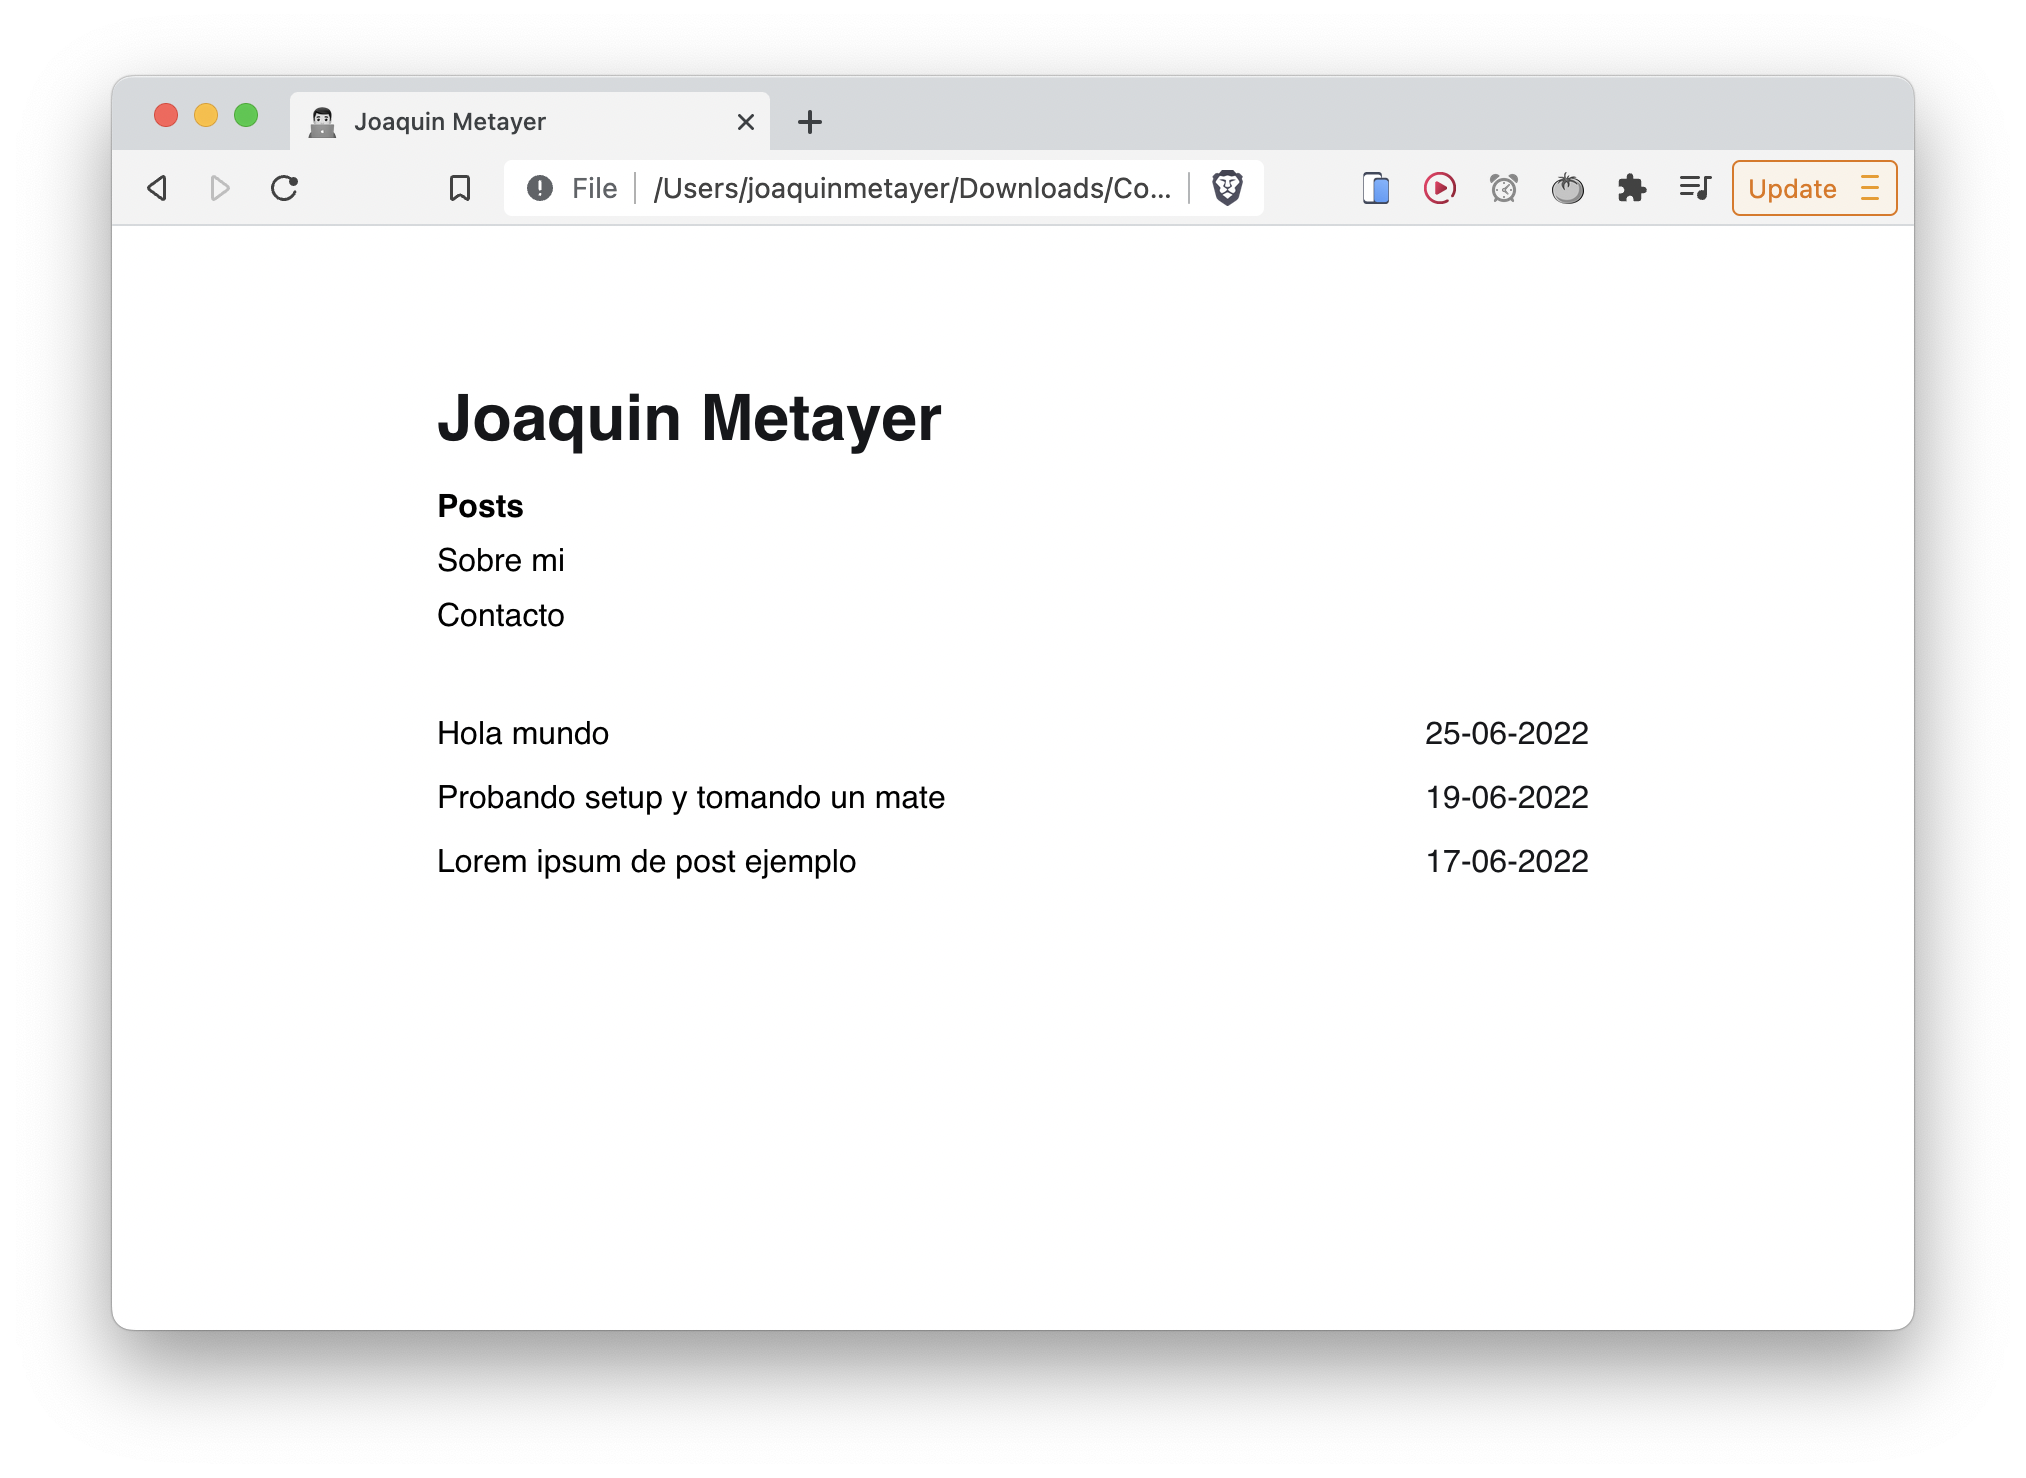 Joaquin Metayer
File /Users/joaquinmetayer/Downloads/Co...
Update
Joaquin Metayer
Posts
Sobre mi
Contacto
Hola mundo 25-06-2022
Probando setup y tomando un mate 19-06-2022
Lorem ipsum de post ejemplo 17-06-2022